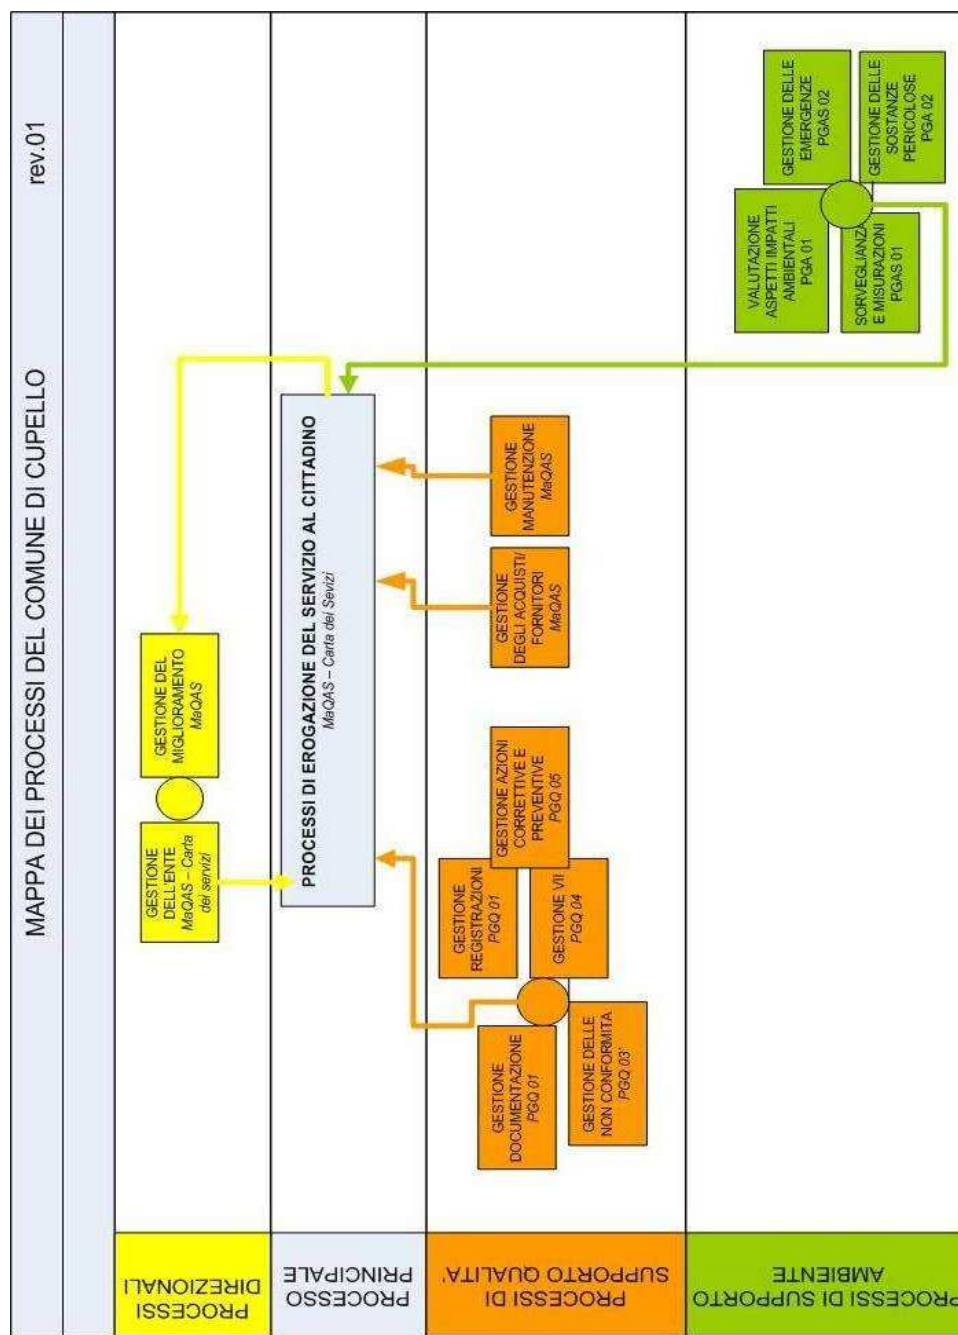 MAPPA DEI PROCESSI DEL COMUNE DI CUPELLO
rev.01
PROCESSI
DIREZIONALI
GESTIONE
DELL'ENTE
MaQAS – Carta
dei servizi
GESTIONE DEL
MIGLIORAMENTO
MaQAS
PROCESSO
PRINCIPALE
PROCESSI DI EROGAZIONE DEL SERVIZIO AL CITTADINO
MaQAS – Carta dei Sevizi
PROCESSI DI
SUPPORTO QUALITA'
GESTIONE
DOCUMENTAZIONE
PGQ 01
GESTIONE DELLE
NON CONFORMITA'
PGQ 03'
GESTIONE
REGISTRAZIONI
PGQ 01
GESTIONE VII
PGQ 04
GESTIONE AZIONI
CORRETTIVE E
PREVENTIVE
PGQ 05
GESTIONE
DEGLI ACQUISTI/
FORNITORI
MaQAS
GESTIONE
MANUTENZIONE
MaQAS
PROCESSI DI SUPPORTO
AMBIENTE
VALUTAZIONE
ASPETTI IMPATTI
AMBIENTALI
PGA 01
SORVEGLIANZA
E MISURAZIONI
PGAS 01
GESTIONE DELLE
EMERGENZE
PGAS 02
GESTIONE DELLE
SOSTANZE
PERICOLOSE
PGA 02